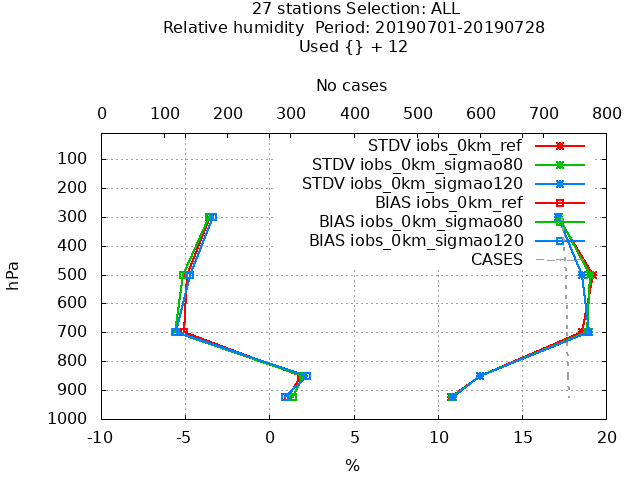 27 stations Selection: ALL
Relative humidity  Period: 20190701-20190728
Used {} + 12
No cases
0 100 200 300 400 500 600 700 800
STDV iobs_0km_ref
STDV iobs_0km_sigmao80
STDV iobs_0km_sigmao120
BIAS iobs_0km_ref
BIAS iobs_0km_sigmao80
BIAS iobs_0km_sigmao120
CASES
hPa
100
200
300
400
500
600
700
800
900
1000
-10 -5 0 5 10 15 20
%